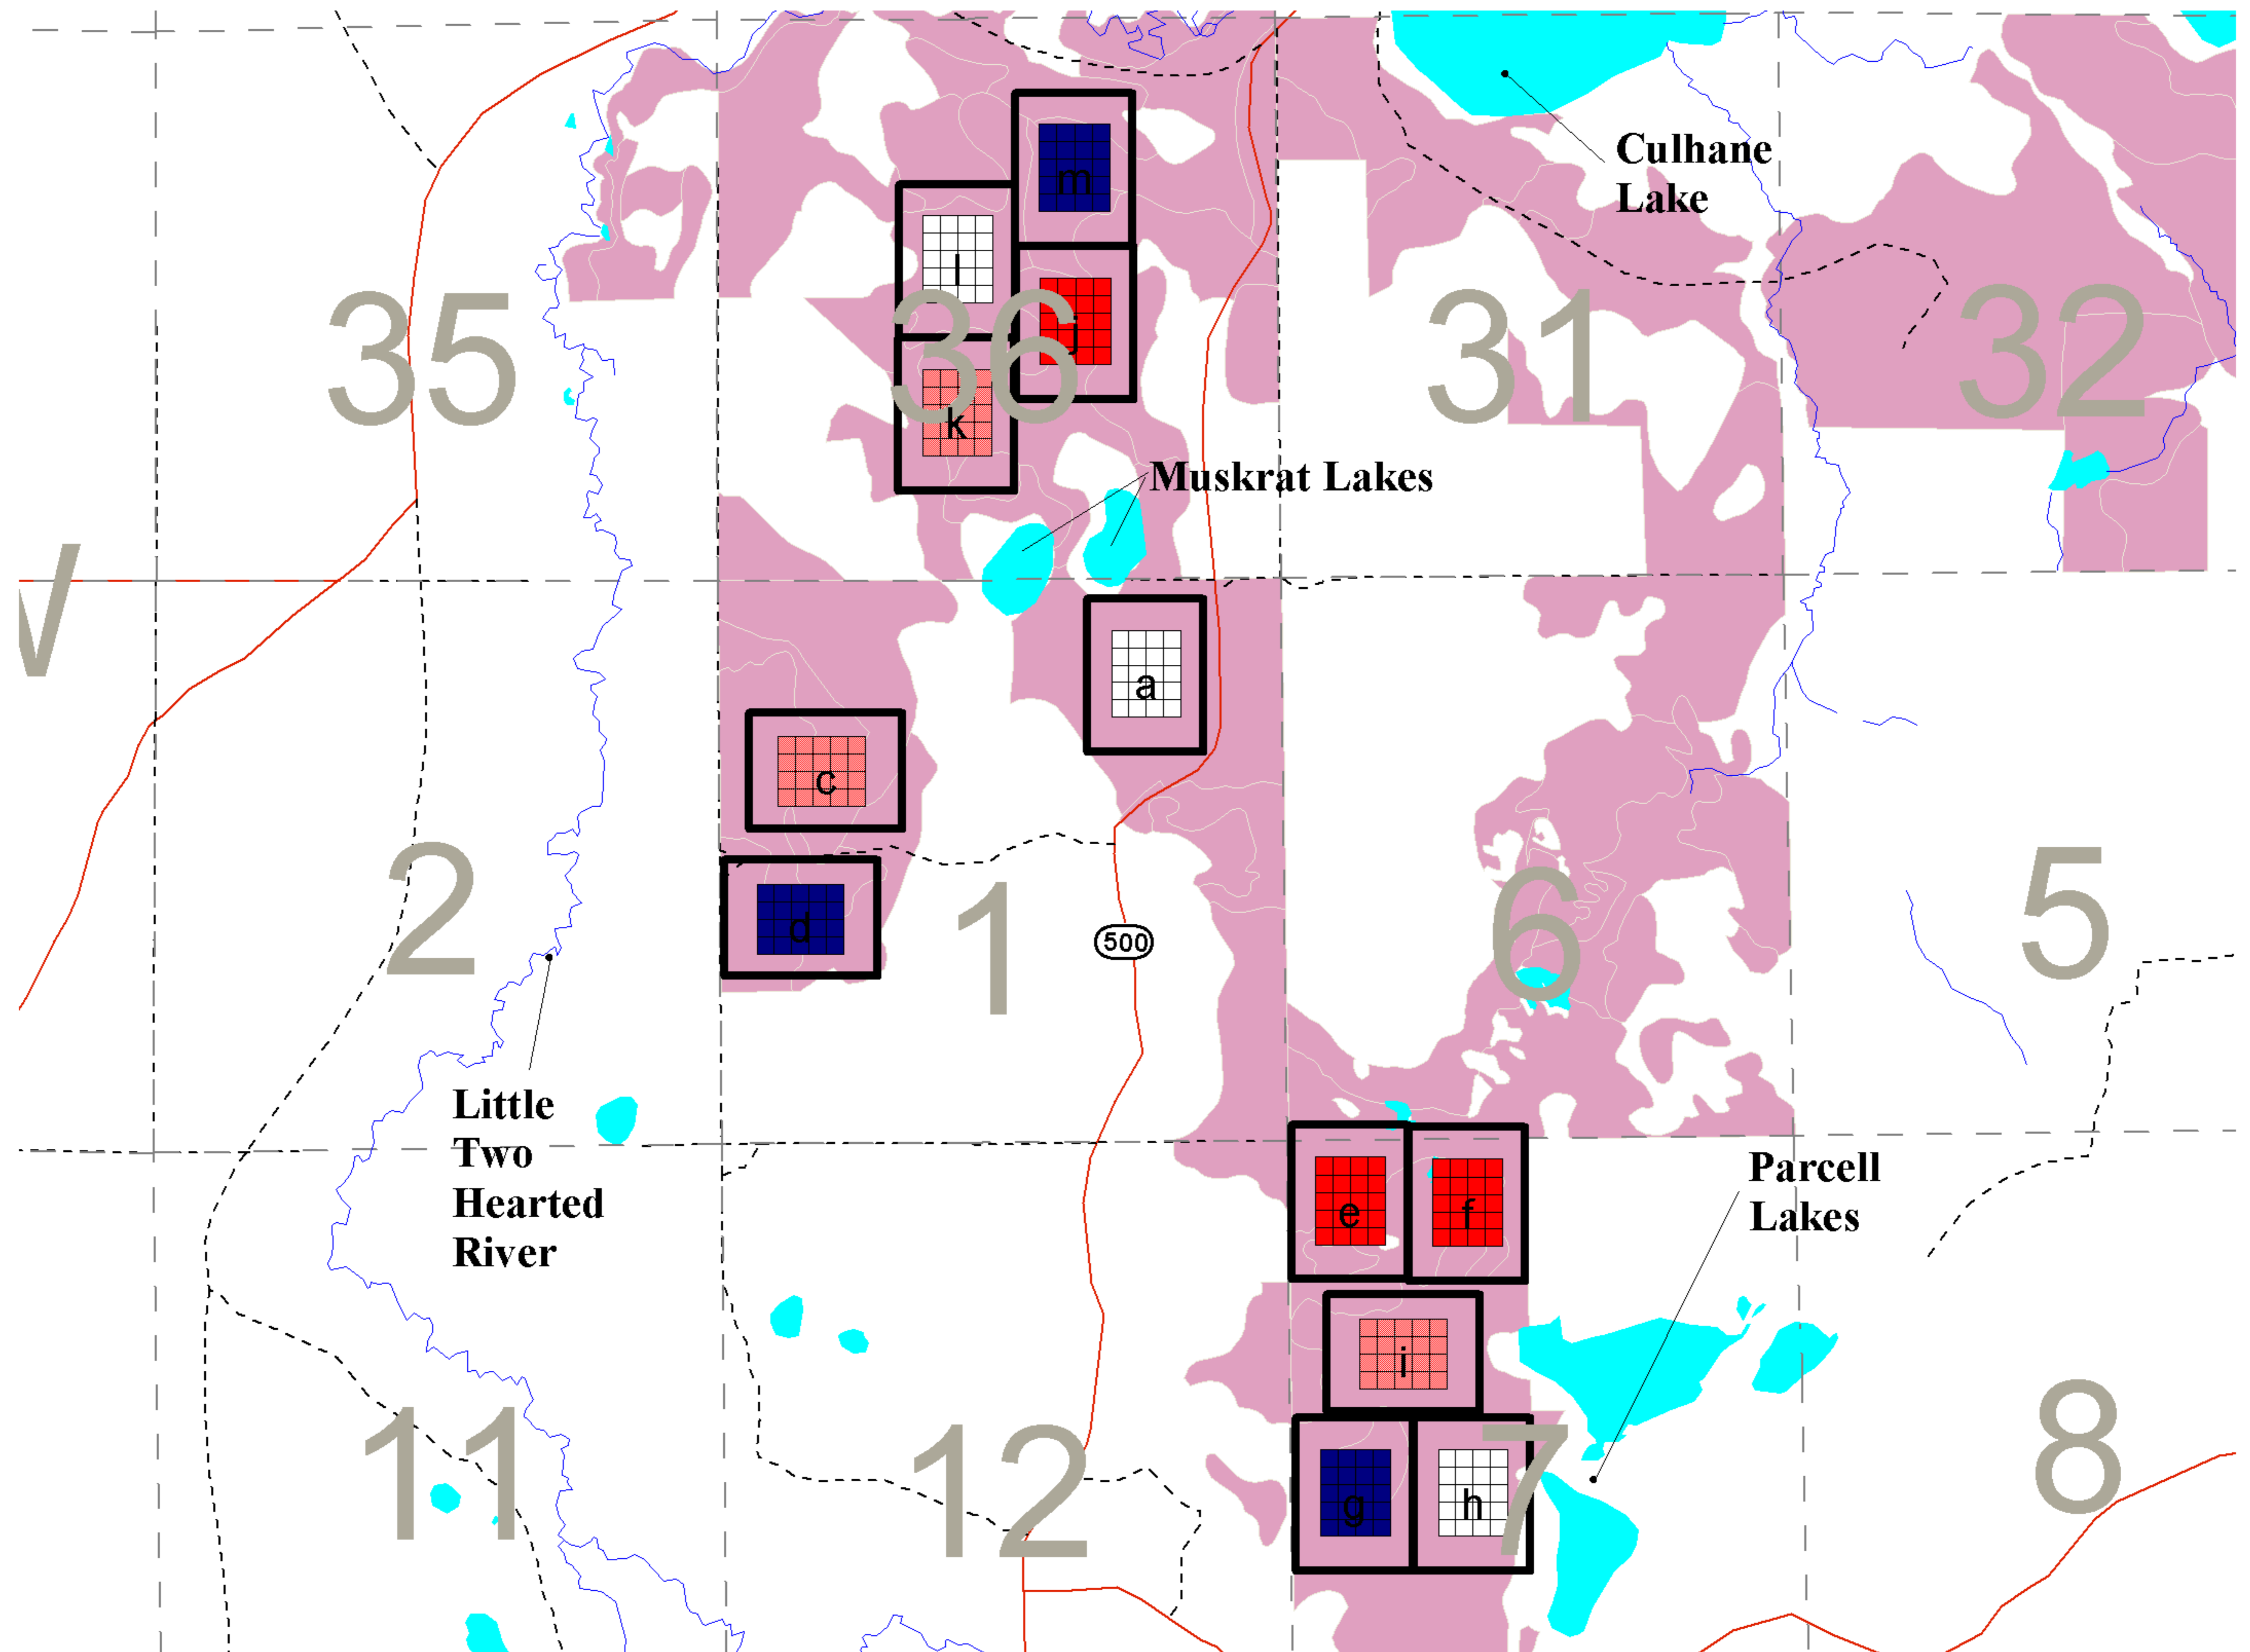 m
Culhane
Lake
l
35
36
j
31
32
k
Muskrat Lakes
W
a
c
2
d
1
500
6
5
Little
Two
Hearted
River
Parcell
Lakes
e
f
i
11
12
g
h
7
8